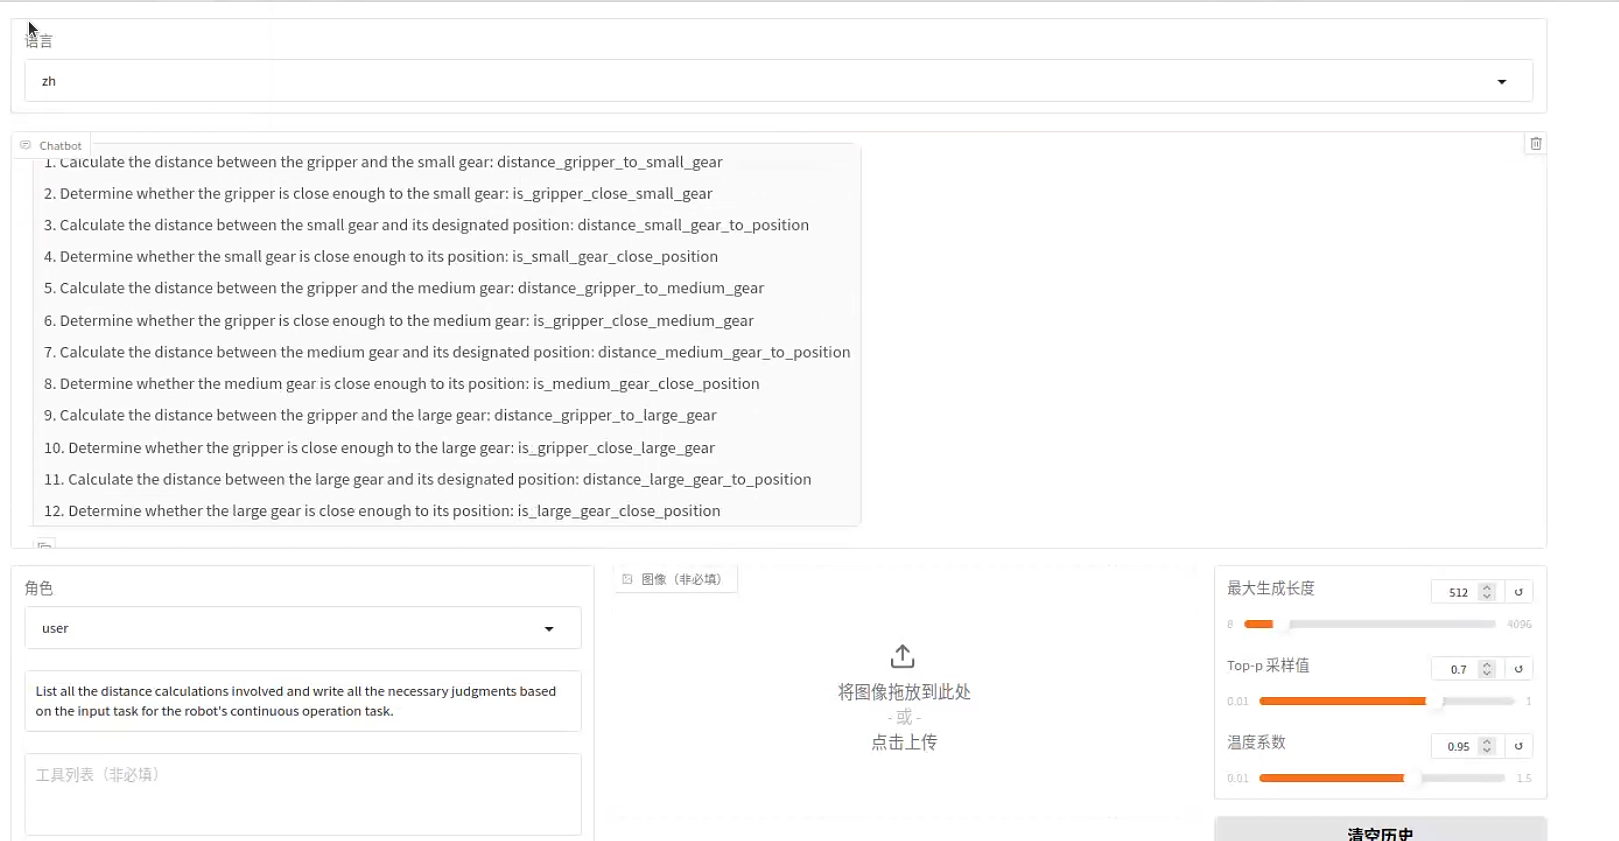 语言
zh
Chatbot
1. Calculate the distance between the gripper and the small gear: distance_gripper_to_small_gear
2. Determine whether the gripper is close enough to the small gear: is_gripper_close_small_gear
3. Calculate the distance between the small gear and its designated position: distance_small_gear_to_position
4. Determine whether the small gear is close enough to its position: is_small_gear_close_position
5. Calculate the distance between the gripper and the medium gear: distance_gripper_to_medium_gear
6. Determine whether the gripper is close enough to the medium gear: is_gripper_close_medium_gear
7. Calculate the distance between the medium gear and its designated position: distance_medium_gear_to_position
8. Determine whether the medium gear is close enough to its position: is_medium_gear_close_position
9. Calculate the distance between the gripper and the large gear: distance_gripper_to_large_gear
10. Determine whether the gripper is close enough to the large gear: is_gripper_close_large_gear
11. Calculate the distance between the large gear and its designated position: distance_large_gear_to_position
12. Determine whether the large gear is close enough to its position: is_large_gear_close_position
角色
user
List all the distance calculations involved and write all the necessary judgments based
on the input task for the robot's continuous operation task.
工具列表（非必填）
图像（非必填）
将图像拖放到此处
- 或 -
点击上传
最大生成长度
512
8
4096
Top-p 采样值
0.7
0.01
1
温度系数
0.95
0.01
1.5
清空历史